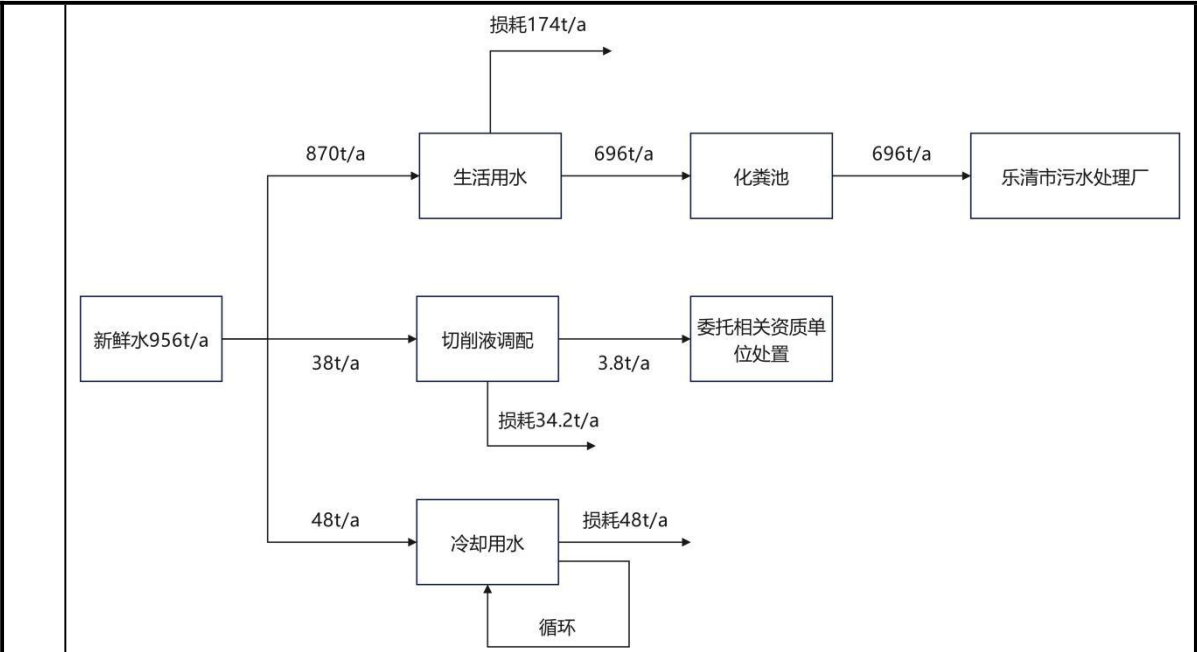 损耗174t/a
870t/a
生活用水
696t/a
化粪池
696t/a
乐清市污水处理厂
新鲜水956t/a
38t/a
切削液调配
3.8t/a
委托相关资质单
位处置
损耗34.2t/a
48t/a
冷却用水
损耗48t/a
循环